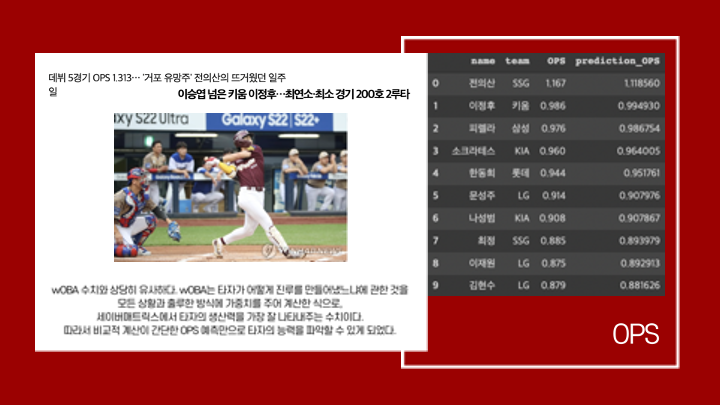 데뷔 5경기 OPS 1.313… '거포 유망주' 전의산의 뜨거웠던 일주
일
이승엽 넘은 키움 이정후…최연소·최소 경기 200호 2루타
xy S22 Ultra
Galaxy S22 | S22+
wOBA 수치와 상당히 유사하다. wOBA는 타자가 어떻게 진루를 만들어냈느냐에 관한 것을
모든 상황과 출루한 방식에 가중치를 주어 계산한 식으로,
세이버매트릭스에서 타자의 생산력을 가장 잘 나타내주는 수치이다.
따라서 비교적 계산이 간단한 OPS 예측만으로 타자의 능력을 파악할 수 있게 되었다.
name team OPS prediction_OPS
0 전의산 SSG 1.167 1.118560
1 이정후 키움 0.986 0.994930
2 피렐라 삼성 0.976 0.986754
3 소크라테스 KIA 0.960 0.964005
4 한동희 롯데 0.944 0.951761
5 문성주 LG 0.914 0.907976
6 나성범 KIA 0.908 0.907867
7 최정 SSG 0.885 0.893979
8 이재원 LG 0.875 0.892913
9 김현수 LG 0.879 0.881626
OPS